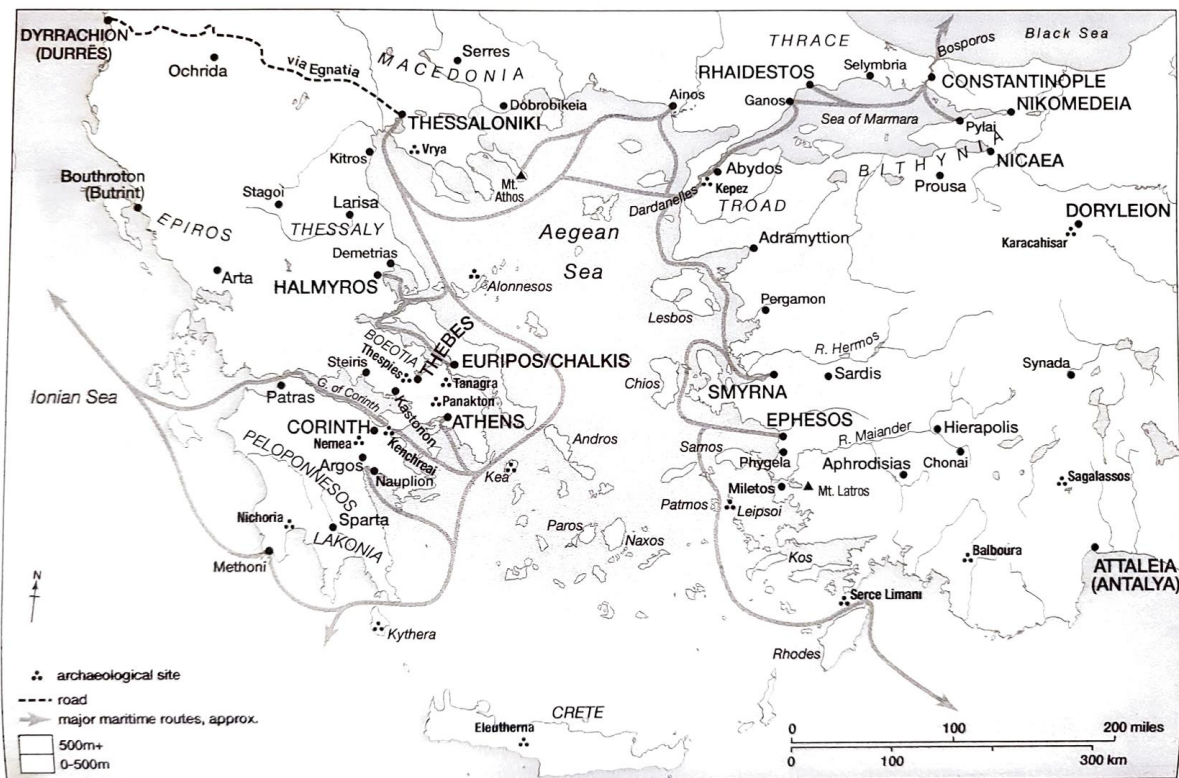 DYRRACHION
(DURRËS)
Ochrida
via Egnatia
Serres
MACEDONIA
Dobrobikeia
THESSALONIKI
Vrya
Kitros
Mt.
Athos
Ainos
THRACE
Bosporos
Black Sea
Selymbria
RHAIDESTOS
Ganos
CONSTANTINOPLE
NIKOMEDEIA
Sea of Marmara
Pylai
BITHYNIA
NICAEA
Prousa
Abydos
Kepez
Dardanelles
TROAD
DORYLEION
Karacahisar
Adramyttion
Bouthroton
(Butrint)
EPIROS
Stagoi
Larisa
THESSALY
Demetrias
Arta
HALMYROS
Aegean
Sea
Alonnesos
Lesbos
Pergamon
R. Hermos
BOEOTIA
THEBES
EURIPOS/CHALKIS
Steiris
Thespies
Tanagra
Panakton
Kastorion
ATHENS
Ionian Sea
Patras
G. of Corinth
CORINTH
Nemea
Kenchreai
Argos
Nauplion
PELOPONNESOS
Nichoria
Sparta
LAKONIA
Methoni
Kythera
Kea
Andros
Paros
Naxos
Chios
SMYRNA
Sardis
Synada
EPHESOS
R. Maiander
Hierapolis
Samos
Phygela
Aphrodisias
Chonai
Miletos
Mt. Latros
Sagalassos
Patmos
Leipsoi
Kos
Balboura
ATTALEIA
(ANTALYA)
Serce Limani
Rhodes
Eleutherna
CRETE
N
archaeological site
road
major maritime routes, approx.
500m+
0-500m
0 100 200 miles
0 100 300 km